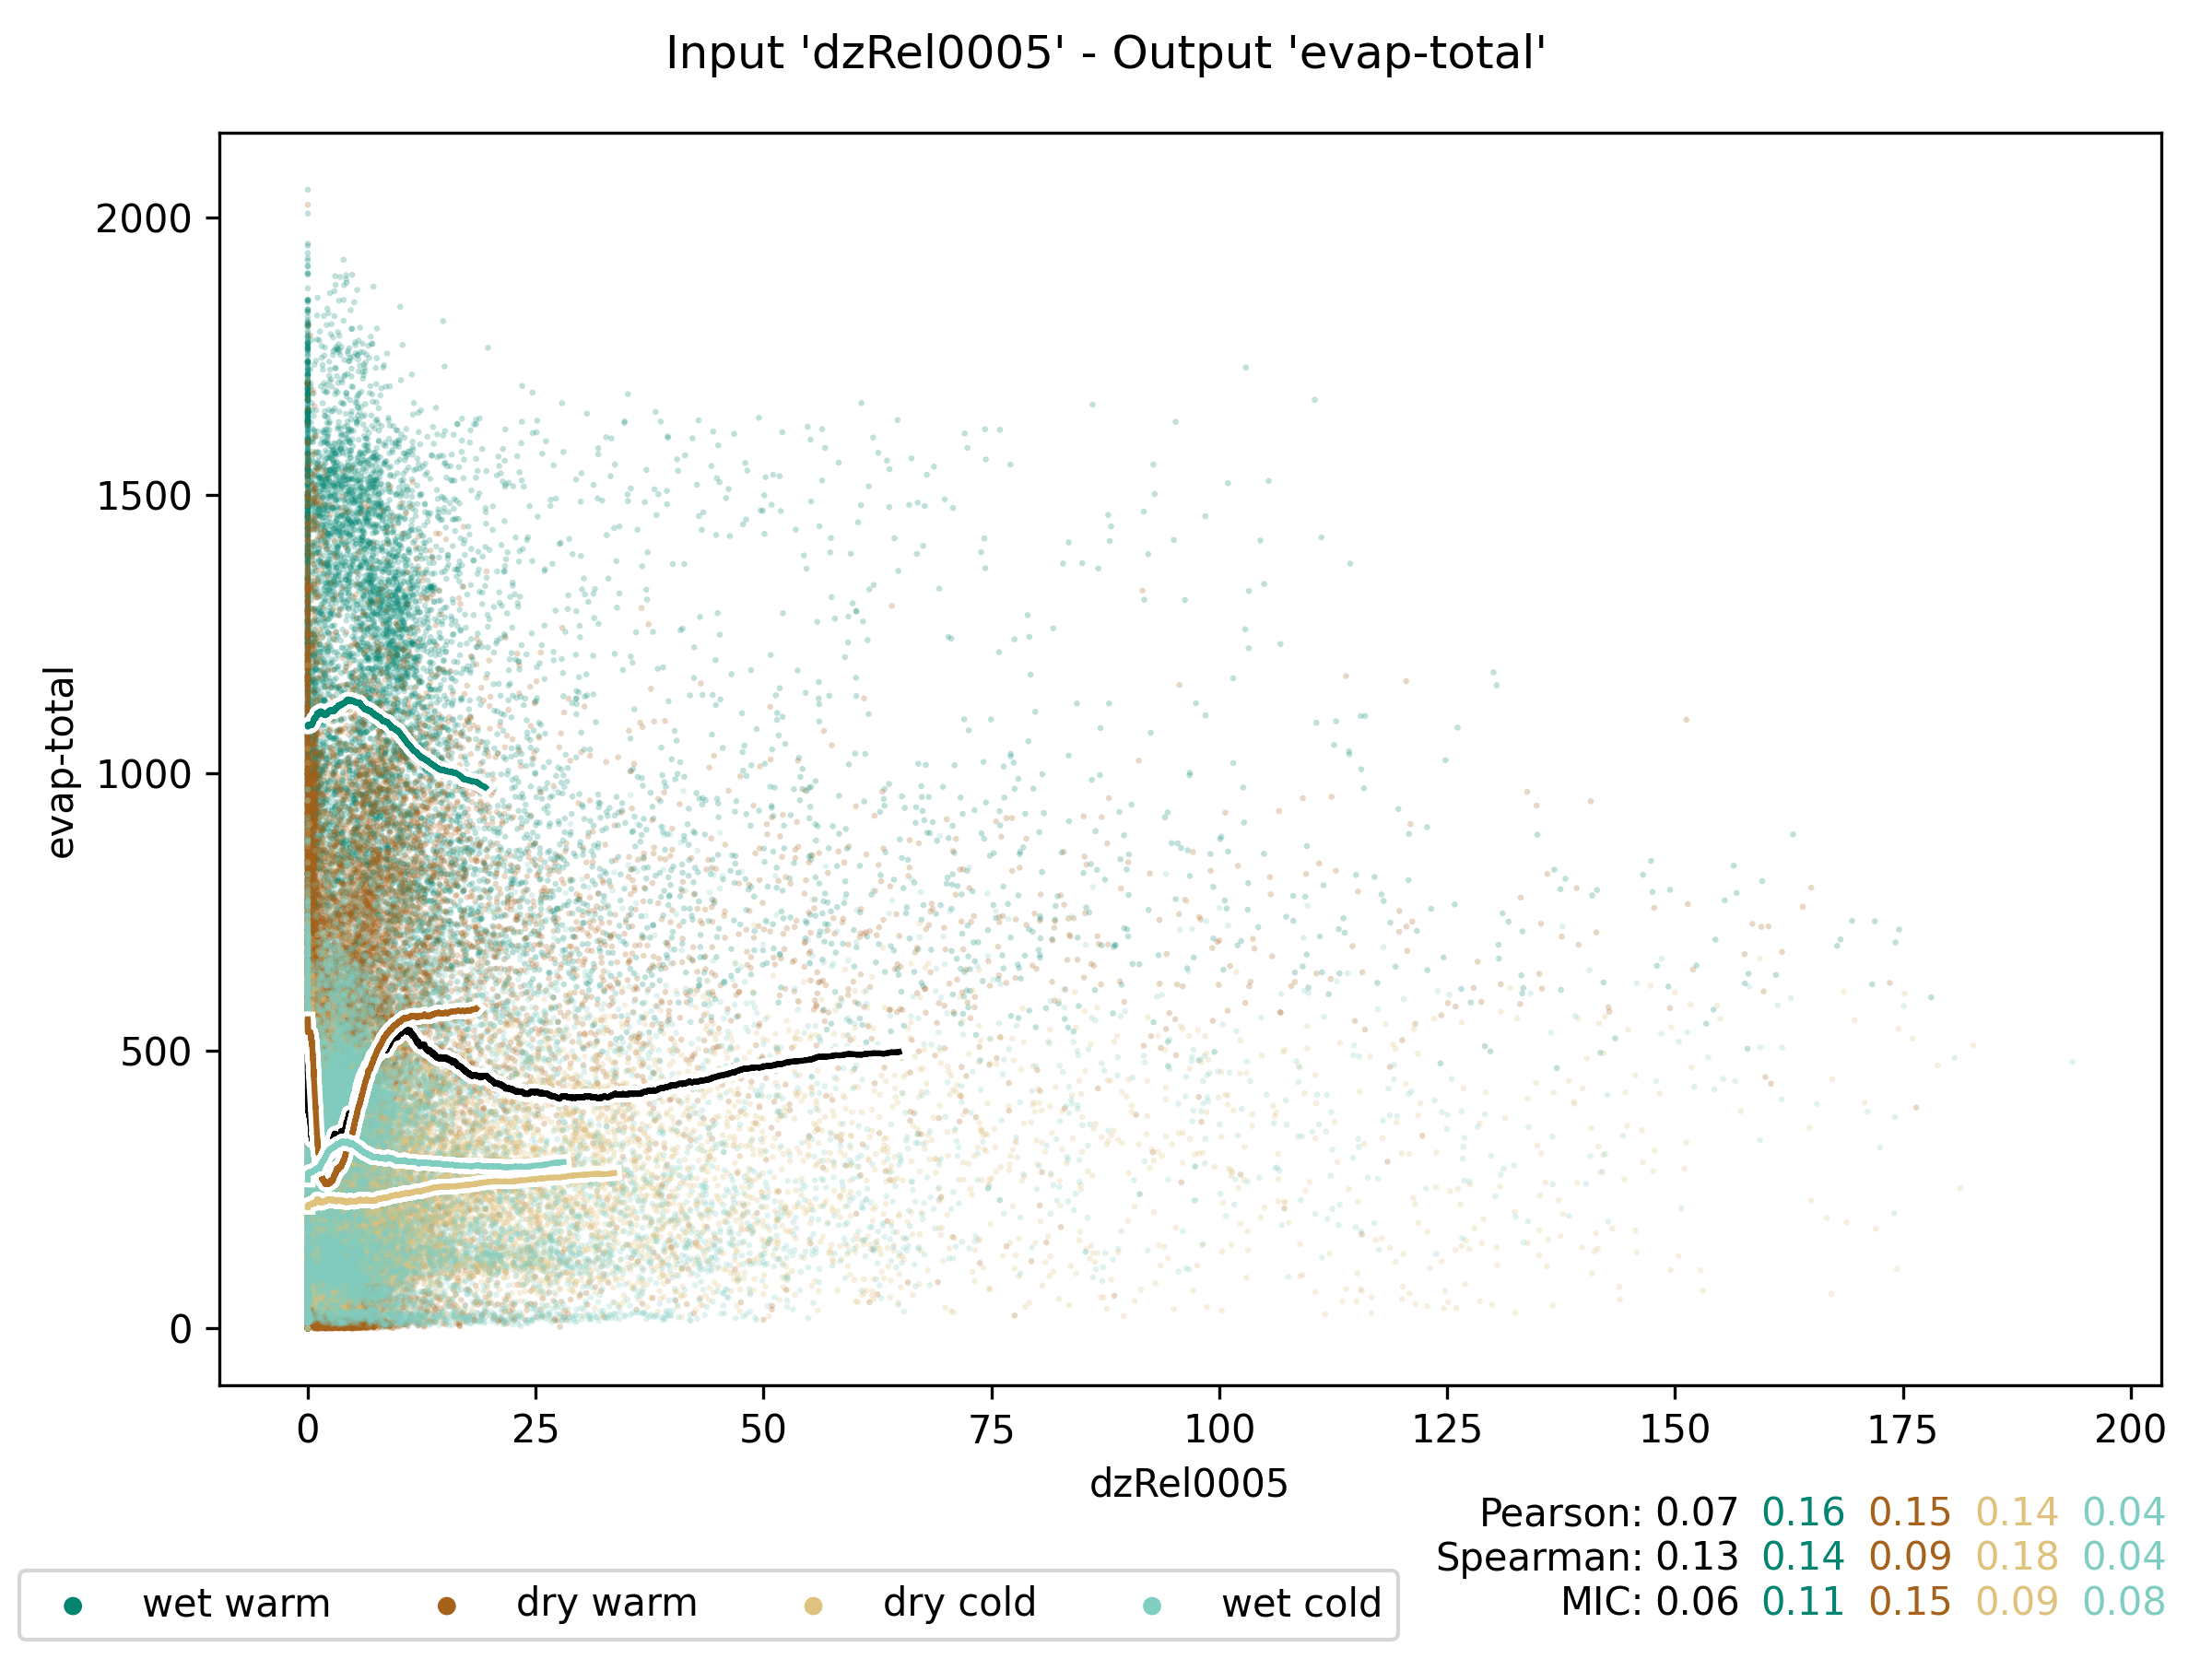 Input 'dzRel0005' - Output 'evap-total'
2000
1500
1000
500
0
evap-total
0 25 50 75 100 125 150 175 200
dzRel0005
Pearson: 0.07 0.16 0.15 0.14 0.04
Spearman: 0.13 0.14 0.09 0.18 0.04
MIC: 0.06 0.11 0.15 0.09 0.08
wet warm dry warm dry cold wet cold